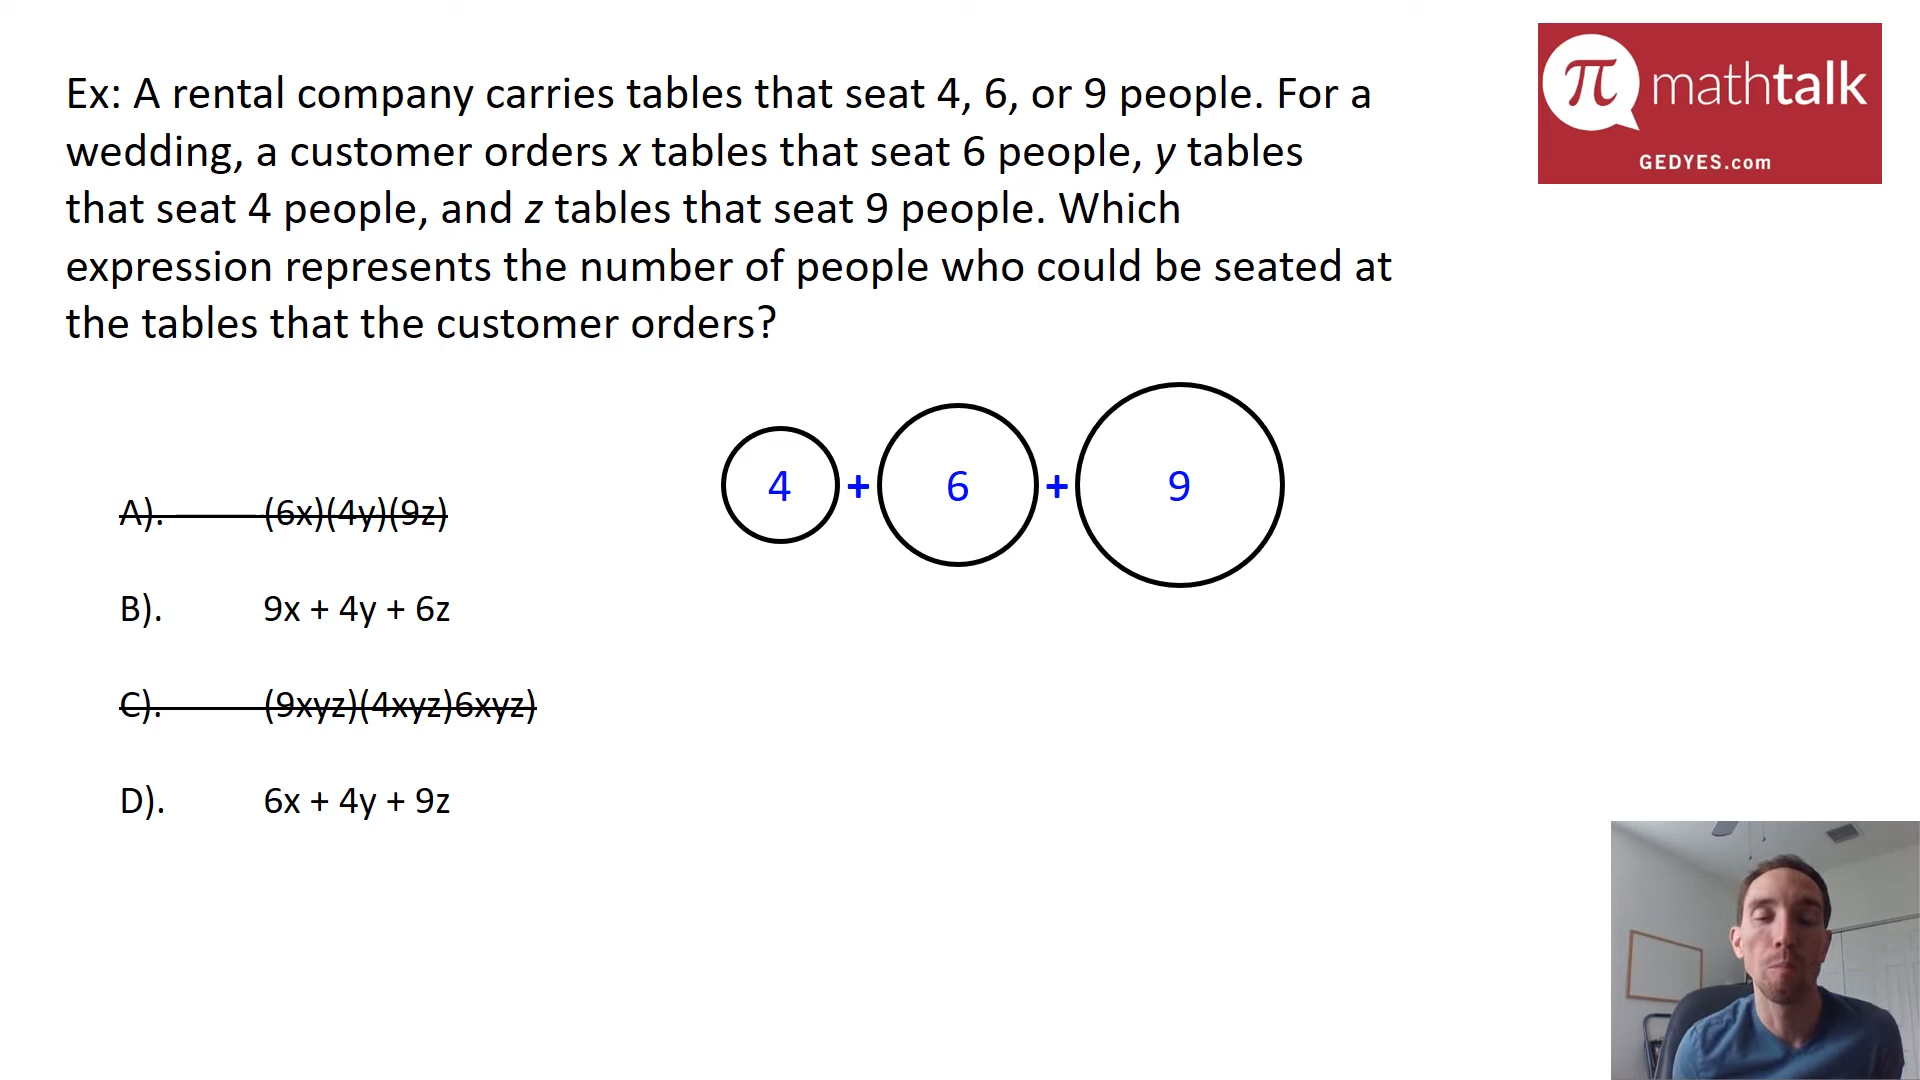 Ex: A rental company carries tables that seat 4, 6, or 9 people. For a
wedding, a customer orders x tables that seat 6 people, y tables
that seat 4 people, and z tables that seat 9 people. Which
expression represents the number of people who could be seated at
the tables that the customer orders?
π mathtalk
GEDYES.com
4 + 6 + 9
A). (6x)(4y)(9z)
B). 9x + 4y + 6z
C). (9xyz)(4xyz)6xyz)
D). 6x + 4y + 9z